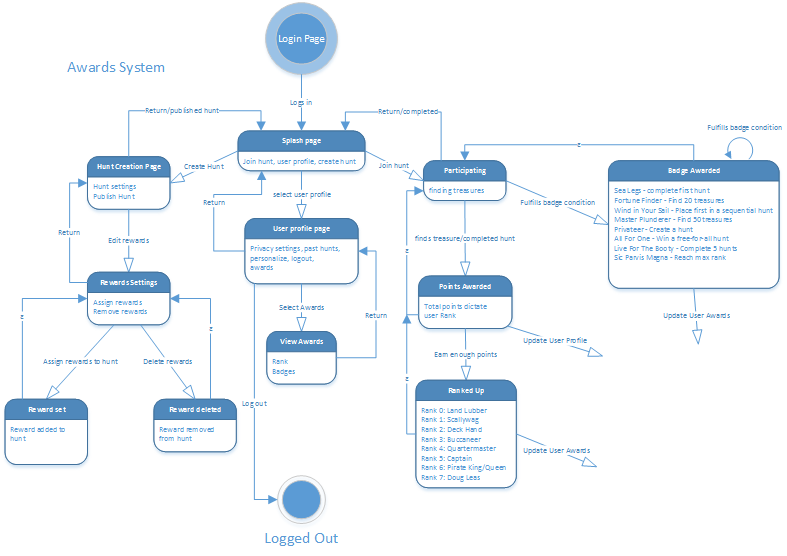 Login Page
Awards System
Logs in
Return/published hunt
Return/completed
Splash page
Join hunt, user profile, create hunt
Create Hunt
Join hunt
Hunt Creation Page
Hunt settings
Publish Hunt
Return
Edit rewards
Rewards Settings
Assign rewards
Remove rewards
ε
ε
Assign rewards to hunt
Delete rewards
Reward set
Reward added to
hunt
Reward deleted
Reward removed
from hunt
select user profile
Return
User profile page
Privacy settings, past hunts,
personalize, logout,
awards
Select Awards
Return
View Awards
Rank
Badges
Log out
Logged Out
Participating
finding treasures
ε
Fulfills badge condition
Fulfills badge condition
Badge Awarded
Sea Legs - complete first hunt
Fortune Finder - Find 20 treasures
Wind in Your Sail - Place first in a sequential hunt
Master Plunderer - Find 50 treasures
Privateer - Create a hunt
All For One - Win a free-for-all hunt
Live For The Booty - Complete 5 hunts
Sic Parvis Magna - Reach max rank
Update User Awards
finds treasure/completed hunt
ε
Points Awarded
Total points dictate
user Rank
Update User Profile
Earn enough points
ε
Ranked Up
Rank 0: Land Lubber
Rank 1: Scallywag
Rank 2: Deck Hand
Rank 3: Buccaneer
Rank 4: Quartermaster
Rank 5: Captain
Rank 6: Pirate King/Queen
Rank 7: Doug Leas
Update User Awards